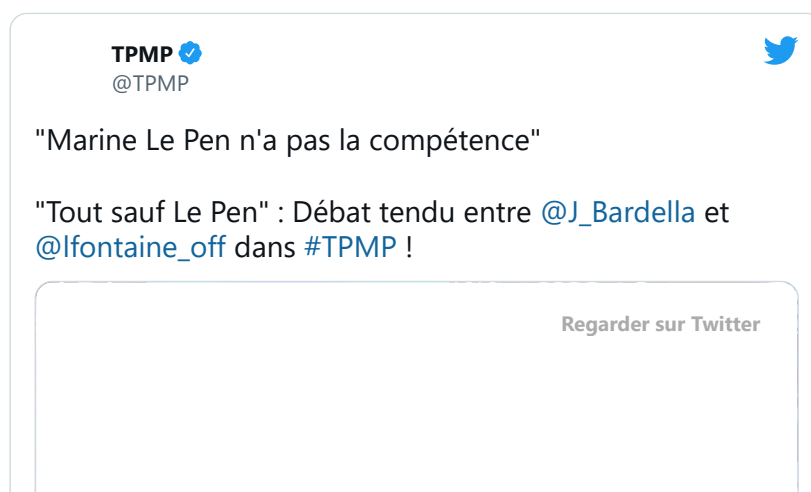 TPMP
@TPMP
"Marine Le Pen n'a pas la compétence"
"Tout sauf Le Pen" : Débat tendu entre @J_Bardella et
@lfontaine_off dans #TPMP !
Regarder sur Twitter